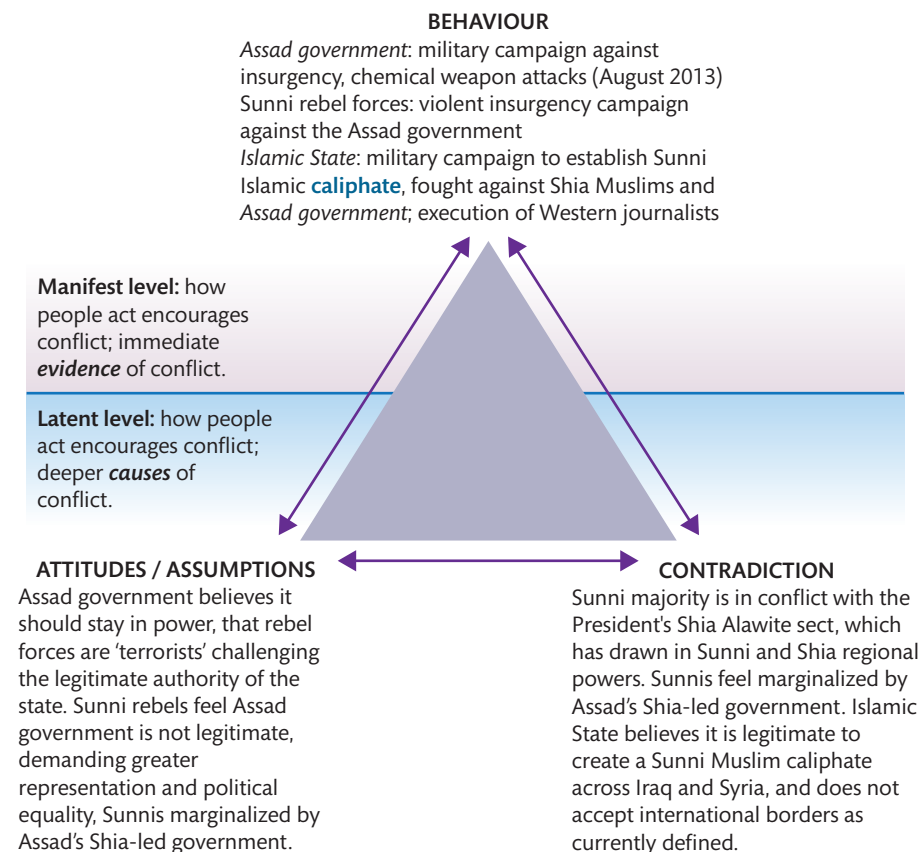 BEHAVIOUR
Assad government: military campaign against
insurgency, chemical weapon attacks (August 2013)
Sunni rebel forces: violent insurgency campaign
against the Assad government
Islamic State: military campaign to establish Sunni
Islamic caliphate, fought against Shia Muslims and
Assad government; execution of Western journalists
Manifest level: how
people act encourages
conflict; immediate
evidence of conflict.
Latent level: how people
act encourages conflict;
deeper causes of
conflict.
ATTITUDES / ASSUMPTIONS
Assad government believes it
should stay in power, that rebel
forces are ‘terrorists’ challenging
the legitimate authority of the
state. Sunni rebels feel Assad
government is not legitimate,
demanding greater
representation and political
equality, Sunnis marginalized by
Assad’s Shia-led government.
CONTRADICTION
Sunni majority is in conflict with the
President's Shia Alawite sect, which
has drawn in Sunni and Shia regional
powers. Sunnis feel marginalized by
Assad’s Shia-led government. Islamic
State believes it is legitimate to
create a Sunni Muslim caliphate
across Iraq and Syria, and does not
accept international borders as
currently defined.